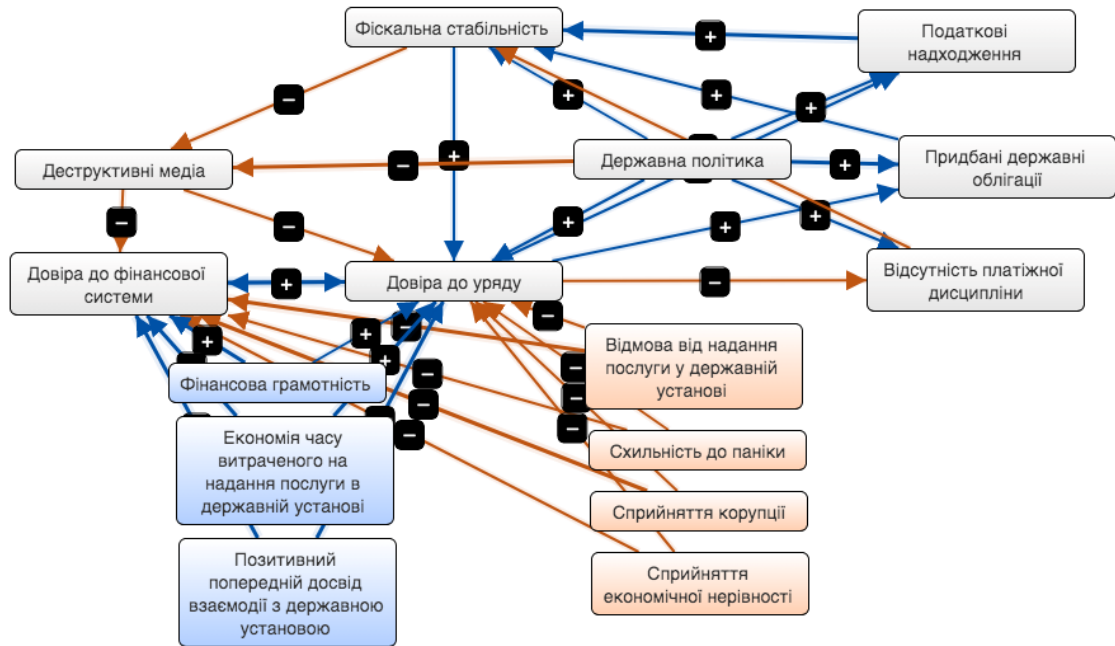 Фіскальна стабільність
Податкові
надходження
Деструктивні медіа
Державна політика
Придбані державні
облігації
Довіра до фінансової
системи
Довіра до уряду
Відсутність платіжної
дисципліни
Фінансова грамотність
Відмова від надання
послуги у державній
установі
Економія часу
витраченого на
надання послуги в
державній установі
Схильність до паніки
Сприйняття корупції
Позитивний
попередній досвід
взаємодії з державною
установою
Сприйняття
економічної нерівності